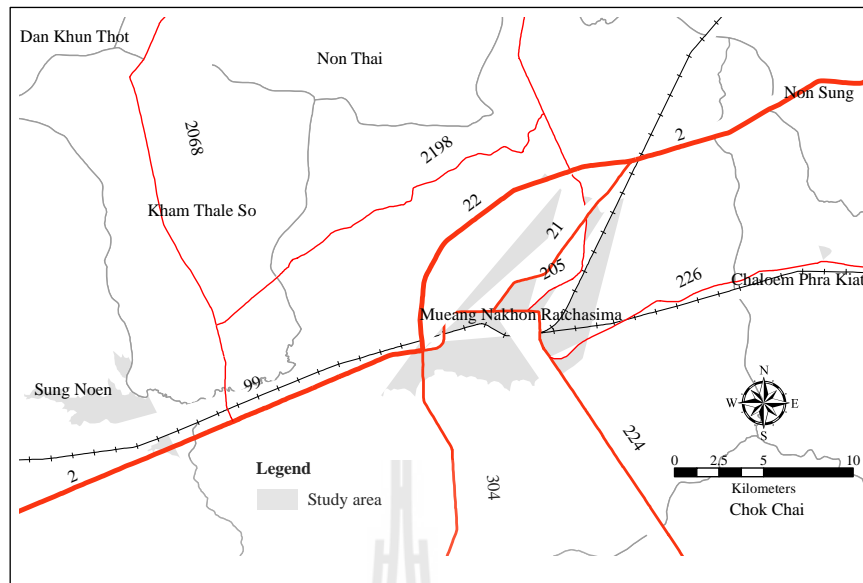 Dan Khun Thot
Non Thai
Non Sung
2068
2198
2
Kham Thale So
22
21
205
226
Chaloem Phra Kiat
Mueang Nakhon Ratchasima
Sung Noen
99
N
W E
S
224
2
Legend
Study area
304
0 2.5 5 10
Kilometers
Chok Chai